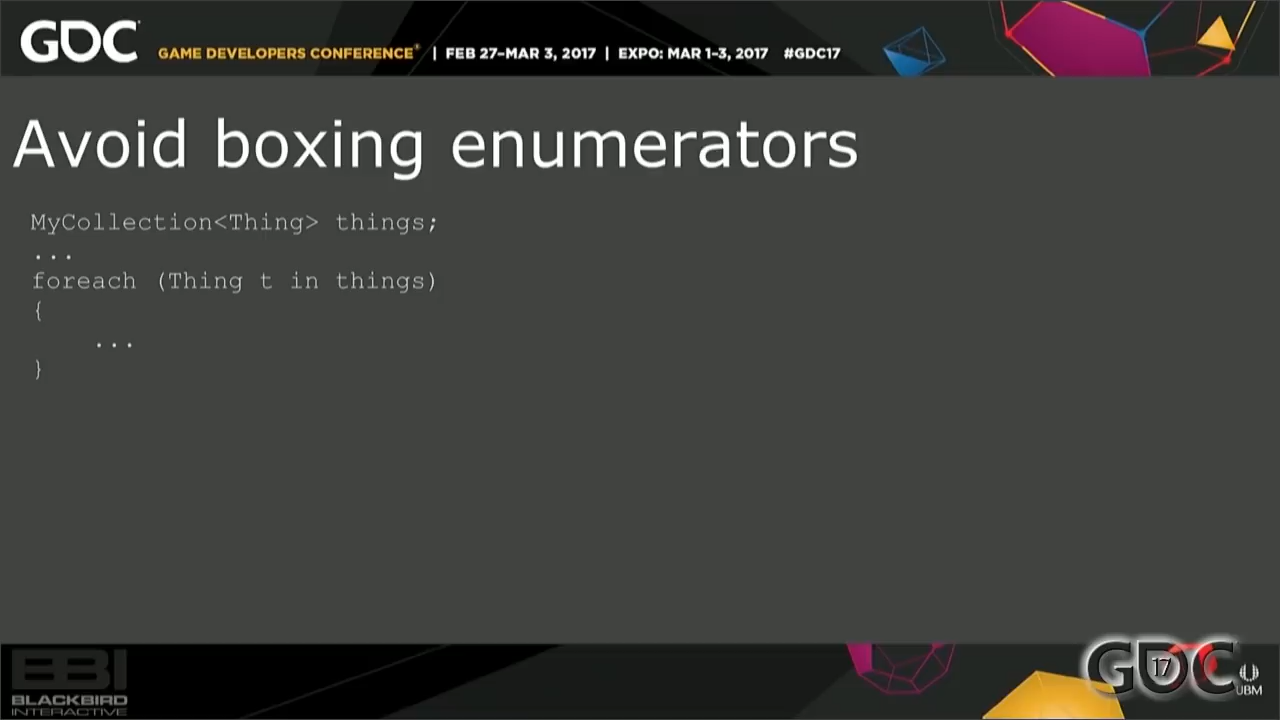 GDC GAME DEVELOPERS CONFERENCE® | FEB 27–MAR 3, 2017 | EXPO: MAR 1–3, 2017 #GDC17
Avoid boxing enumerators
MyCollection<Thing> things;
...
foreach (Thing t in things)
{
...
}
BBI
BLACKBIRD
INTERACTIVE
GDC 17
UBM